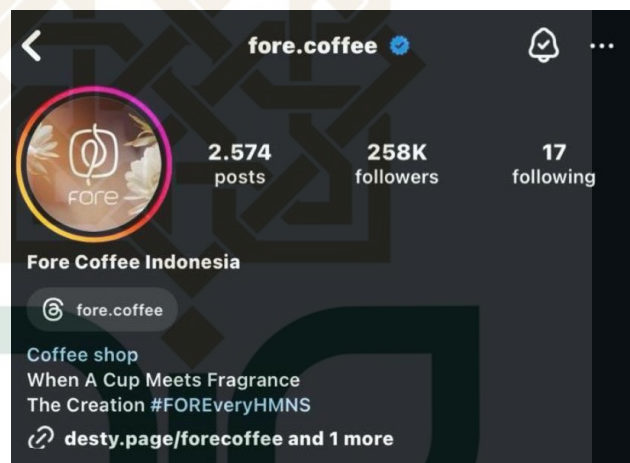 fore.coffee
FORE
2.574 258K 17
posts followers following
Fore Coffee Indonesia
fore.coffee
Coffee shop
When A Cup Meets Fragrance
The Creation #FOREveryHMNS
desty.page/forecoffee and 1 more